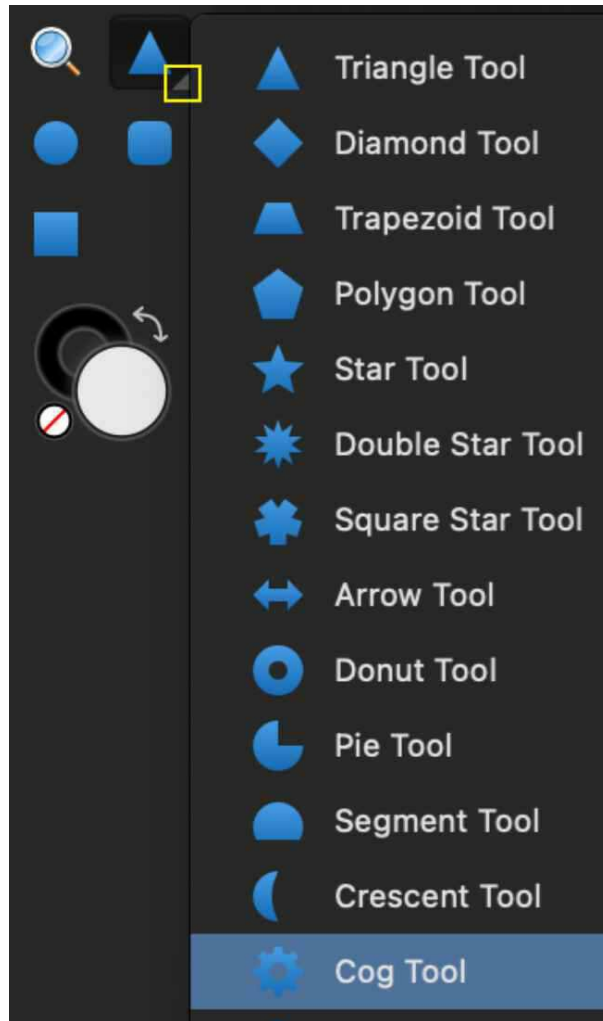 Triangle Tool
Diamond Tool
Trapezoid Tool
Polygon Tool
Star Tool
Double Star Tool
Square Star Tool
Arrow Tool
Donut Tool
Pie Tool
Segment Tool
Crescent Tool
Cog Tool